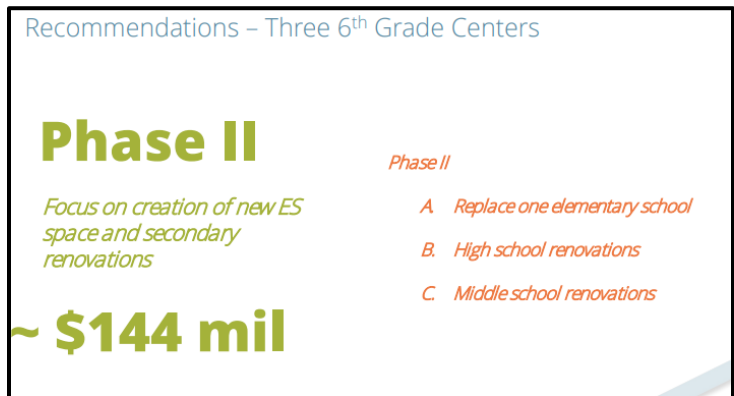 Recommendations – Three 6th Grade Centers
Phase II
Focus on creation of new ES
space and secondary
renovations
~ $144 mil
Phase II
A. Replace one elementary school
B. High school renovations
C. Middle school renovations